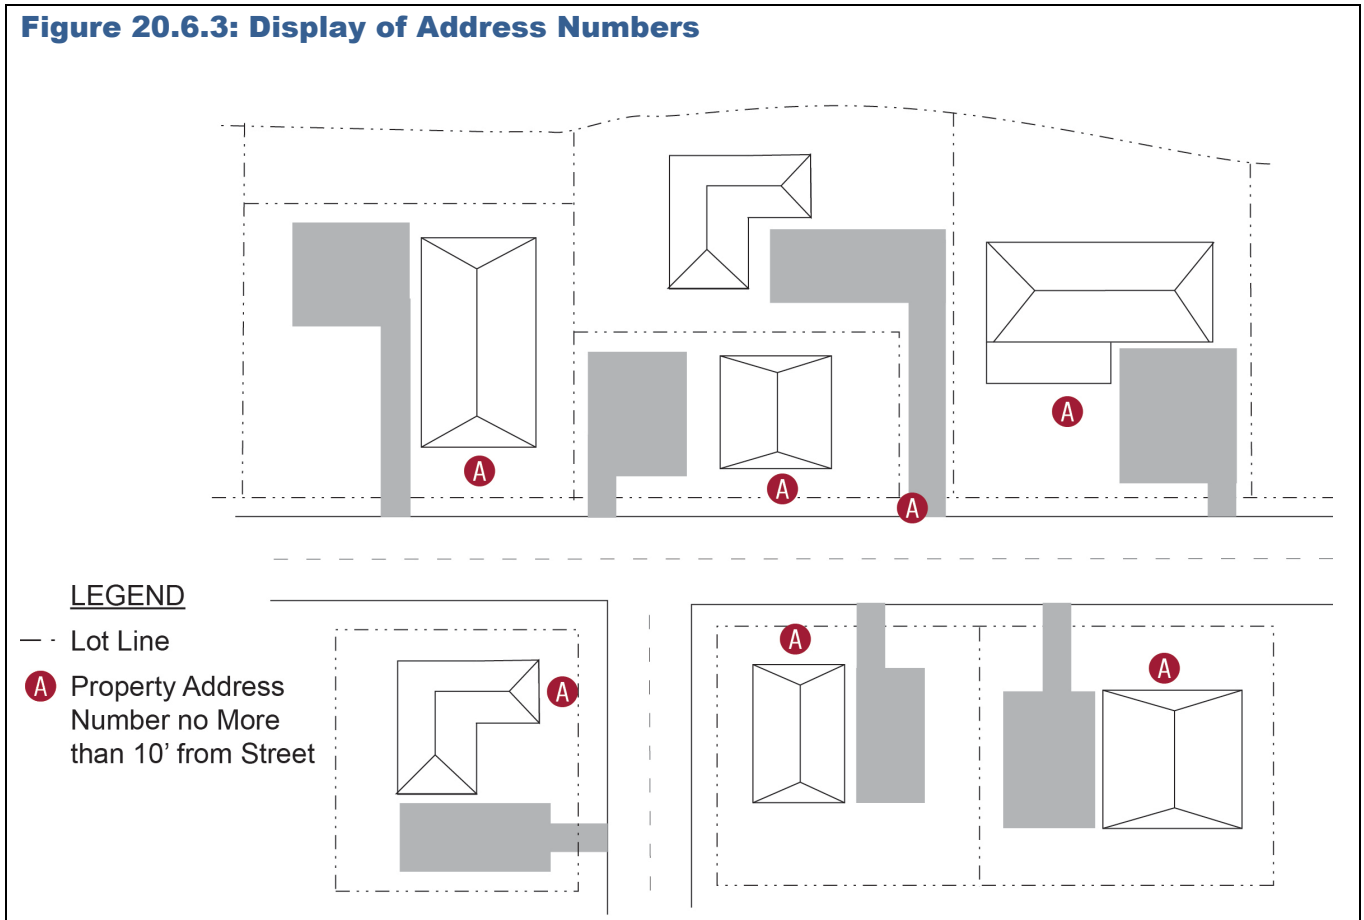 Figure 20.6.3: Display of Address Numbers
A
A
A
A
LEGEND
Lot Line
A Property Address
Number no More
than 10’ from Street
A
A
A